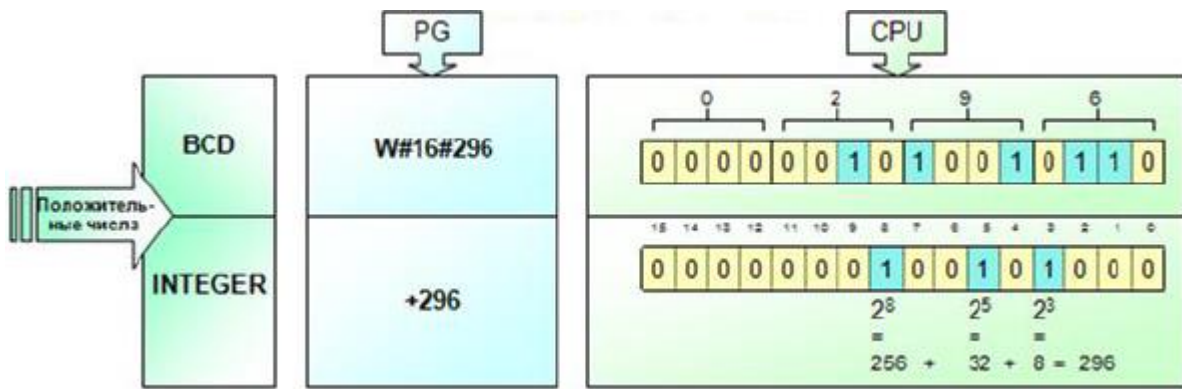 PG
CPU
BCD
W#16#296
0 2 9 6
0 0 0 0 0 0 1 0 1 0 0 1 0 1 1 0
Положитель-
ные числа
15 14 13 12 11 10 9 8 7 6 5 4 3 2 1 0
INTEGER
+296
0 0 0 0 0 0 0 1 0 0 1 0 1 0 0 0
2⁸ 2⁵ 2³
= = =
256 + 32 + 8 = 296